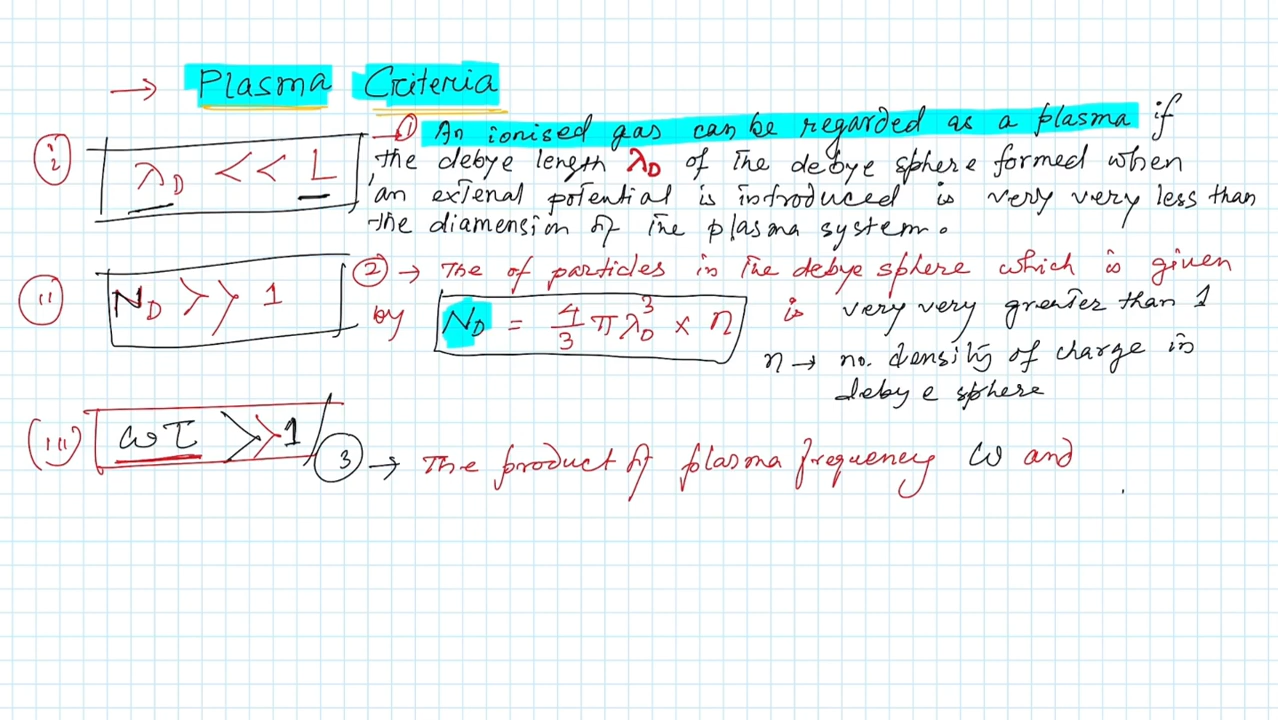 → Plasma Criteria
(i) λD << L → ① An ionised gas can be regarded as a plasma if
the debye length λD of the debye sphere formed when
an extenal potential is introduced is very very less than
the diamension of the plasma system.
(ii) ND >> 1 ② → The of particles in the debye sphere which is given
by ND = 4/3 π λD³ × n is very very greater than 1
n → no. density of charge in
debye sphere
(iii) ωτ >> 1 ③ → The product of plasma frequency ω and